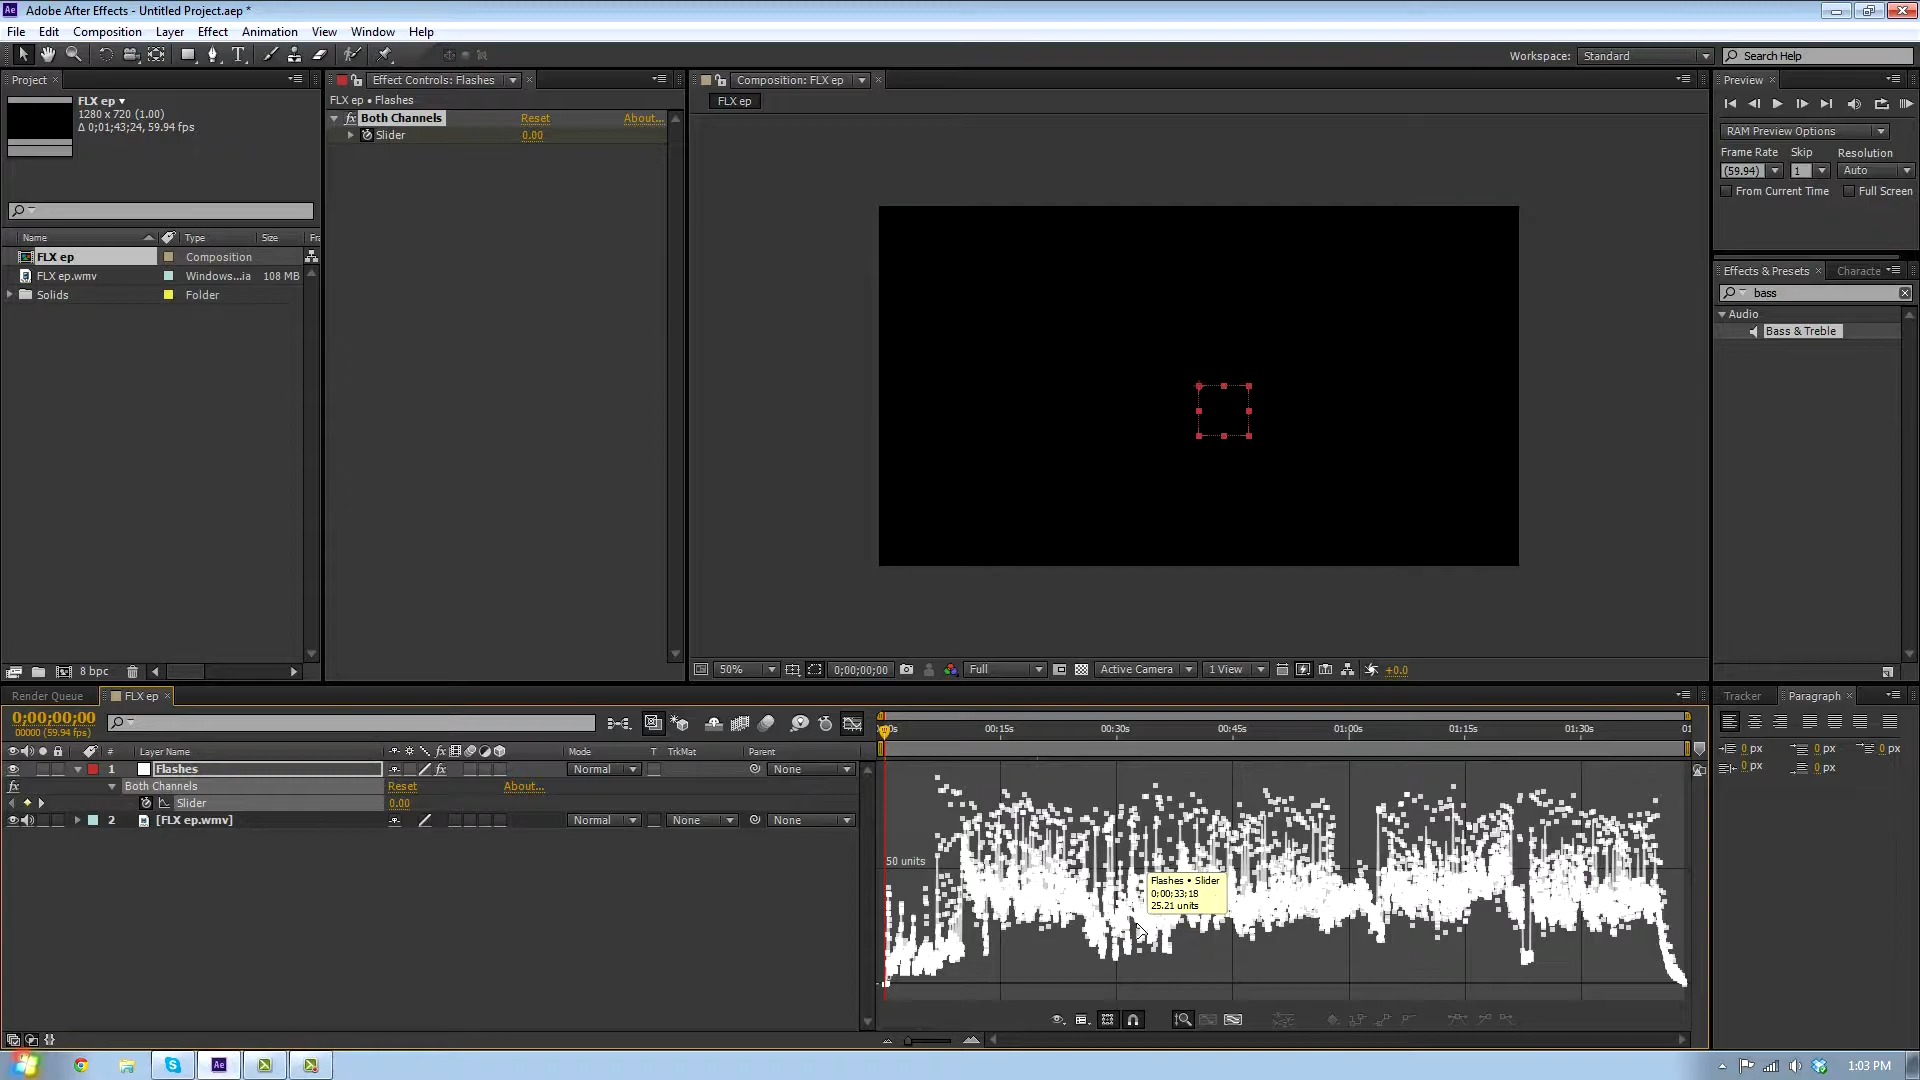 Adobe After Effects - Untitled Project.aep *
File Edit Composition Layer Effect Animation View Window Help
Workspace: Standard Search Help
Project
FLX ep
1280 x 720 (1.00)
Δ 0;01;43;24, 59.94 fps
Name Type Size Fra
FLX ep Composition
FLX ep.wmv Windows...ia 108 MB
Solids Folder
8 bpc
Effect Controls: Flashes
FLX ep • Flashes
fx Both Channels Reset About...
Slider 0.00
Composition: FLX ep
FLX ep
50% 0;00;00;00 Full Active Camera 1 View +0.0
Preview
RAM Preview Options
Frame Rate Skip Resolution
(59.94) 1 Auto
From Current Time Full Screen
Effects & Presets Characte
bass
Audio
Bass & Treble
Render Queue FLX ep
0;00;00;00
00000 (59.94 fps)
# Layer Name fx Mode T TrkMat Parent
1 Flashes fx Normal None
fx Both Channels Reset About...
Slider 0.00
2 [FLX ep.wmv] Normal None None
00:15s 00:30s 00:45s 01:00s 01:15s 01:30s 01
50 units
Flashes • Slider
0;00;33;18
25.21 units
Tracker Paragraph
0 px 0 px 0 px
0 px 0 px
Ae
1:03 PM